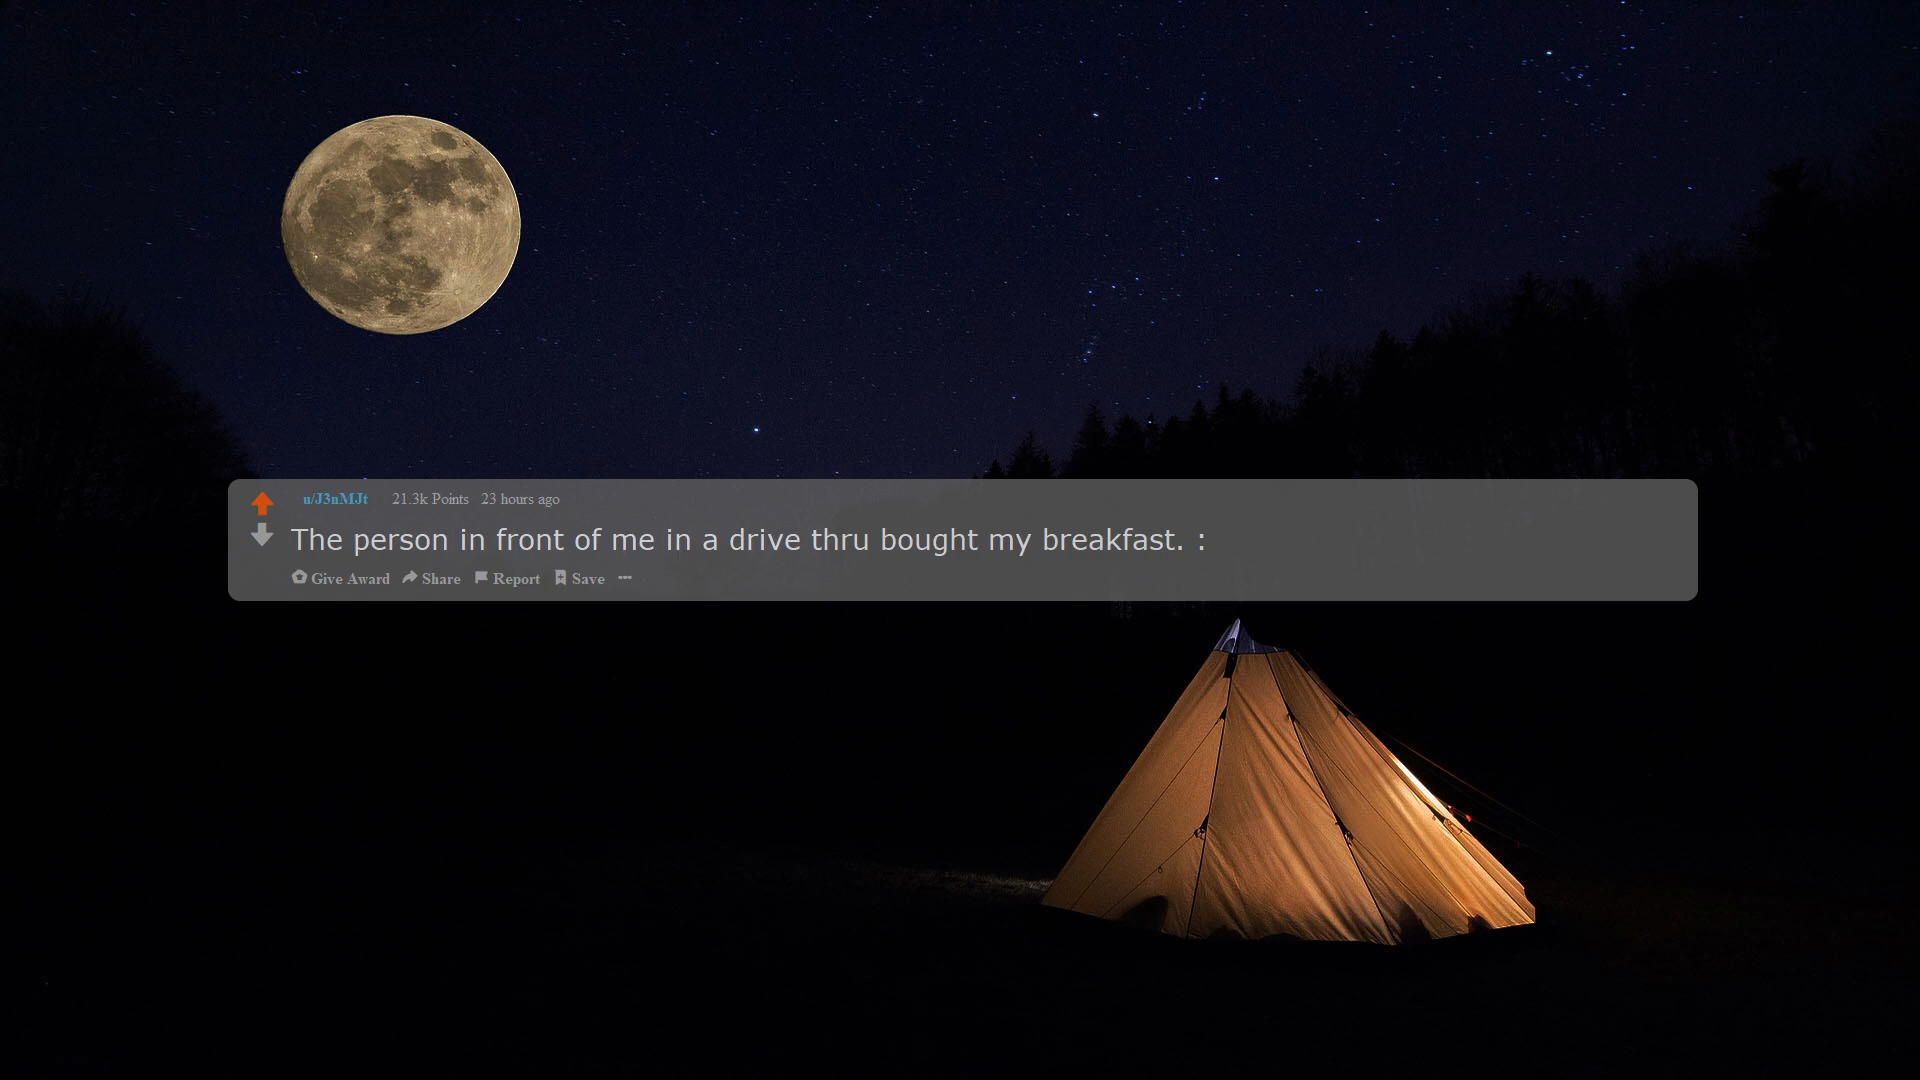 u/J3nMJt 21.3k Points 23 hours ago
The person in front of me in a drive thru bought my breakfast. :
Give Award Share Report Save